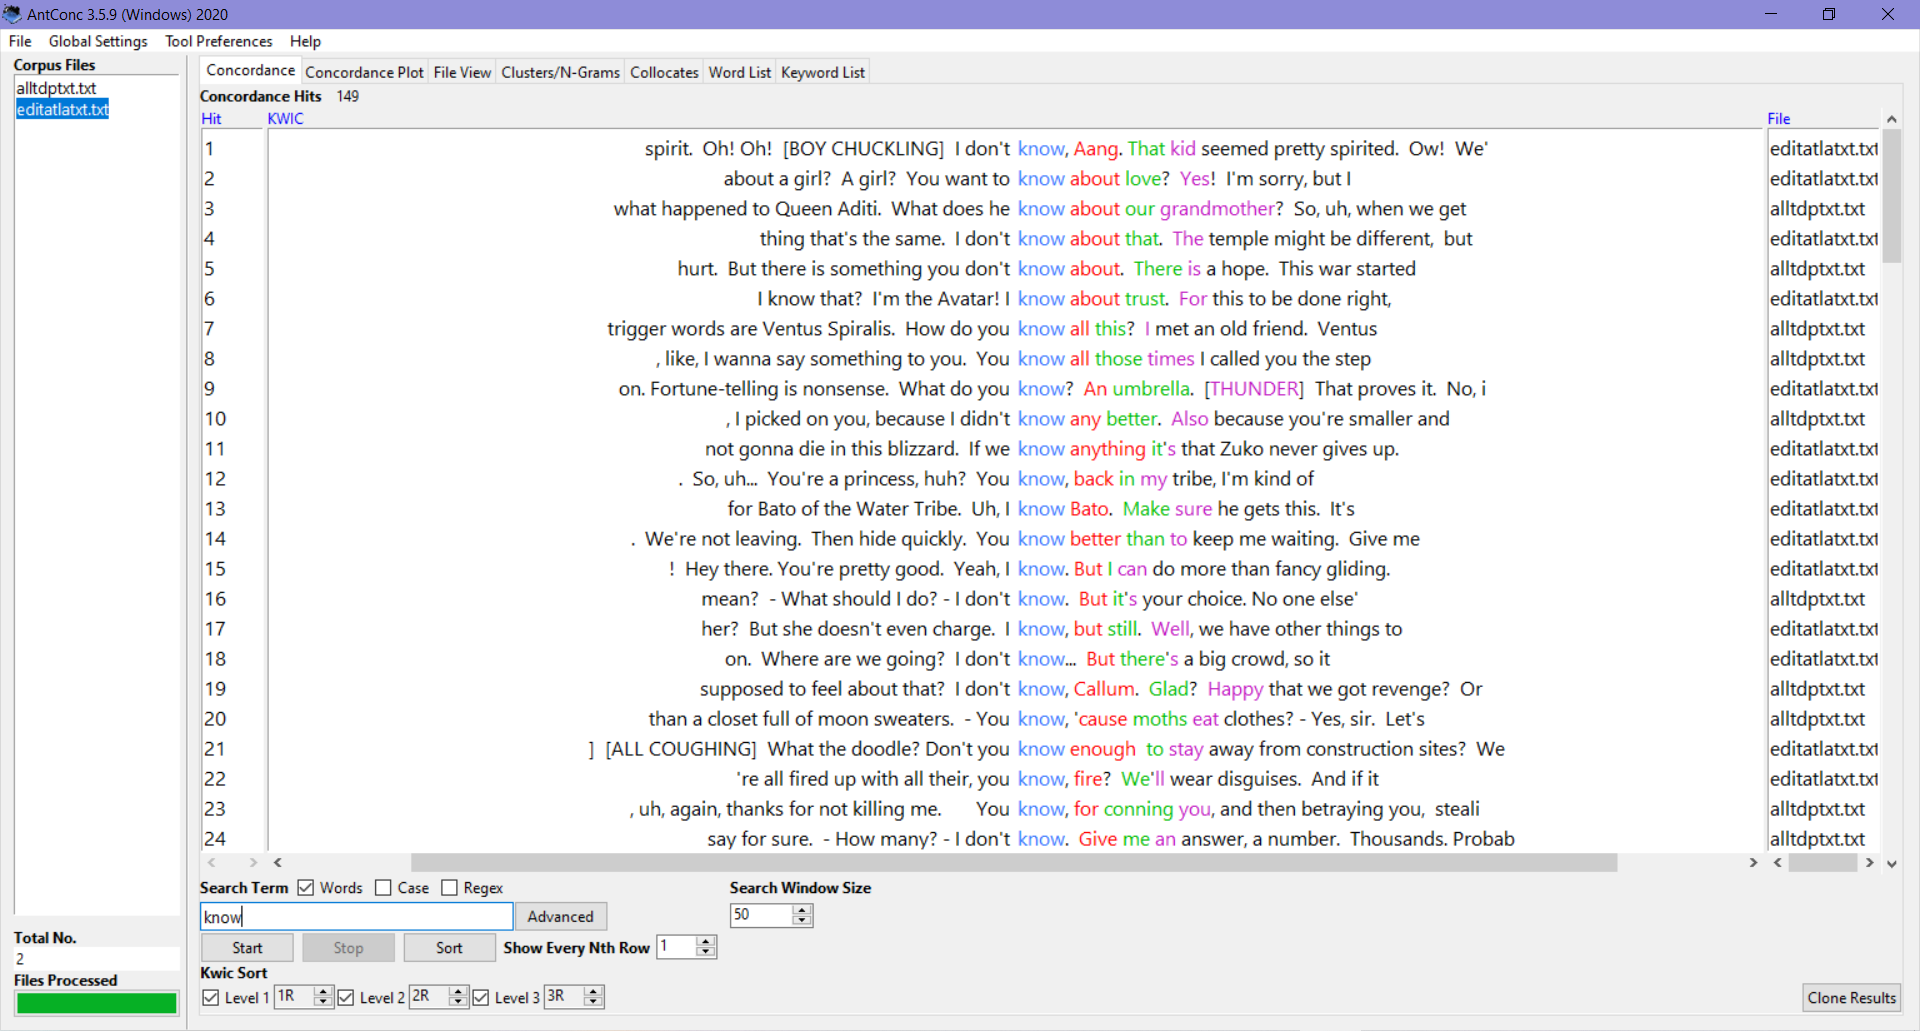 AntConc 3.5.9 (Windows) 2020
File Global Settings Tool Preferences Help
Corpus Files
alltdptxt.txt
editatlatxt.txt
Total No.
2
Files Processed
Concordance Concordance Plot File View Clusters/N-Grams Collocates Word List Keyword List
Concordance Hits 149
Hit KWIC File
1 spirit. Oh! Oh! [BOY CHUCKLING] I don't know, Aang. That kid seemed pretty spirited. Ow! We' editatlatxt.txt
2 about a girl? A girl? You want to know about love? Yes! I'm sorry, but I editatlatxt.txt
3 what happened to Queen Aditi. What does he know about our grandmother? So, uh, when we get alltdptxt.txt
4 thing that's the same. I don't know about that. The temple might be different, but editatlatxt.txt
5 hurt. But there is something you don't know about. There is a hope. This war started alltdptxt.txt
6 I know that? I'm the Avatar! I know about trust. For this to be done right, editatlatxt.txt
7 trigger words are Ventus Spiralis. How do you know all this? I met an old friend. Ventus alltdptxt.txt
8 , like, I wanna say something to you. You know all those times I called you the step alltdptxt.txt
9 on. Fortune-telling is nonsense. What do you know? An umbrella. [THUNDER] That proves it. No, i editatlatxt.txt
10 , I picked on you, because I didn't know any better. Also because you're smaller and alltdptxt.txt
11 not gonna die in this blizzard. If we know anything it's that Zuko never gives up. editatlatxt.txt
12 . So, uh... You're a princess, huh? You know, back in my tribe, I'm kind of editatlatxt.txt
13 for Bato of the Water Tribe. Uh, I know Bato. Make sure he gets this. It's editatlatxt.txt
14 . We're not leaving. Then hide quickly. You know better than to keep me waiting. Give me editatlatxt.txt
15 ! Hey there. You're pretty good. Yeah, I know. But I can do more than fancy gliding. editatlatxt.txt
16 mean? - What should I do? - I don't know. But it's your choice. No one else' alltdptxt.txt
17 her? But she doesn't even charge. I know, but still. Well, we have other things to editatlatxt.txt
18 on. Where are we going? I don't know... But there's a big crowd, so it editatlatxt.txt
19 supposed to feel about that? I don't know, Callum. Glad? Happy that we got revenge? Or alltdptxt.txt
20 than a closet full of moon sweaters. - You know, 'cause moths eat clothes? - Yes, sir. Let's alltdptxt.txt
21 ] [ALL COUGHING] What the doodle? Don't you know enough to stay away from construction sites? We editatlatxt.txt
22 're all fired up with all their, you know, fire? We'll wear disguises. And if it editatlatxt.txt
23 , uh, again, thanks for not killing me. You know, for conning you, and then betraying you, steali alltdptxt.txt
24 say for sure. - How many? - I don't know. Give me an answer, a number. Thousands. Probab alltdptxt.txt
Search Term Words Case Regex Search Window Size
know Advanced 50
Start Stop Sort Show Every Nth Row 1
Kwic Sort
Level 1 1R Level 2 2R Level 3 3R Clone Results